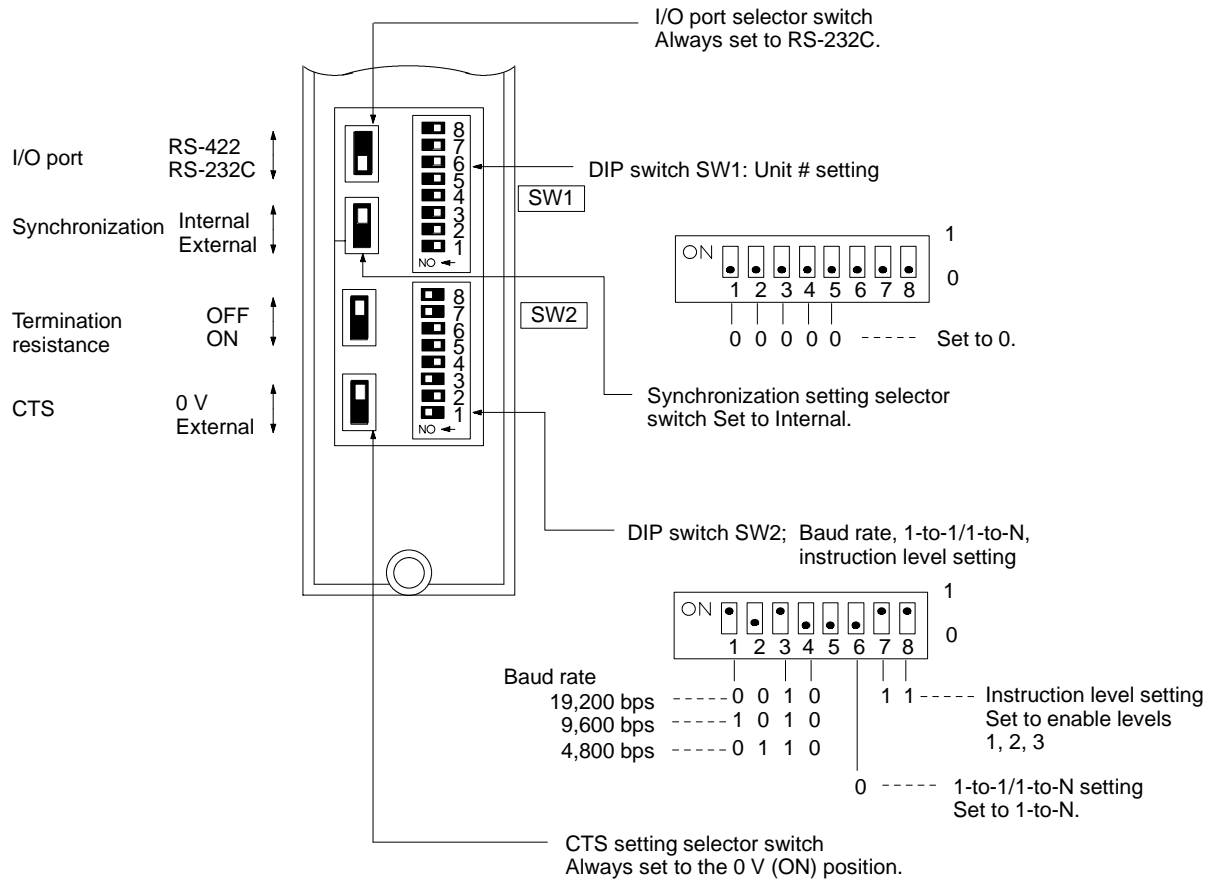 I/O port selector switch
Always set to RS-232C.
I/O port
RS-422
RS-232C
8
7
6
5
4
3
2
1
NO
DIP switch SW1: Unit # setting
SW1
Synchronization
Internal
External
ON
1
0
1 2 3 4 5 6 7 8
0 0 0 0 0 ----- Set to 0.
Termination
resistance
OFF
ON
8
7
6
5
4
3
2
1
NO
SW2
Synchronization setting selector
switch Set to Internal.
CTS
0 V
External
DIP switch SW2; Baud rate, 1-to-1/1-to-N,
instruction level setting
ON
1
0
1 2 3 4 5 6 7 8
Baud rate
19,200 bps ----- 0 0 1 0
9,600 bps ----- 1 0 1 0
4,800 bps ----- 0 1 1 0
1 1 ----- Instruction level setting
Set to enable levels
1, 2, 3
0 ----- 1-to-1/1-to-N setting
Set to 1-to-N.
CTS setting selector switch
Always set to the 0 V (ON) position.